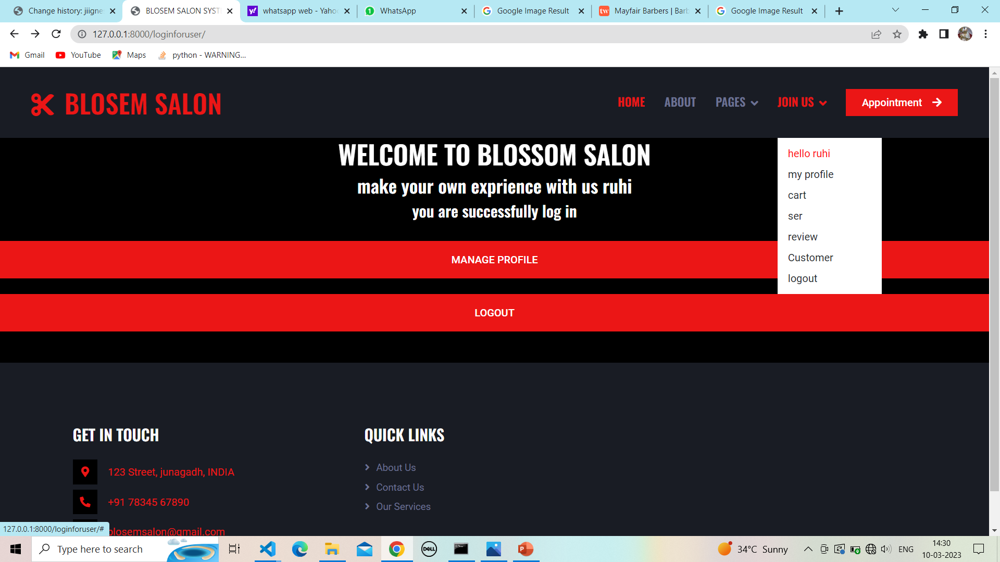 Change history: jiigne
BLOSEM SALON SYST
whatsapp web - Yahoo
WhatsApp
Google Image Result
Mayfair Barbers | Barb
Google Image Result
127.0.0.1:8000/loginforuser/
Gmail
YouTube
Maps
python - WARNING...
BLOSEM SALON
HOME
ABOUT
PAGES
JOIN US
Appointment
WELCOME TO BLOSSOM SALON
make your own exprience with us ruhi
you are successfully log in
hello ruhi
my profile
cart
ser
review
Customer
logout
MANAGE PROFILE
LOGOUT
GET IN TOUCH
123 Street, junagadh, INDIA
+91 78345 67890
blosemsalon@gmail.com
QUICK LINKS
About Us
Contact Us
Our Services
127.0.0.1:8000/loginforuser/#
Type here to search
DELL
34°C Sunny
ENG
14:30
10-03-2023